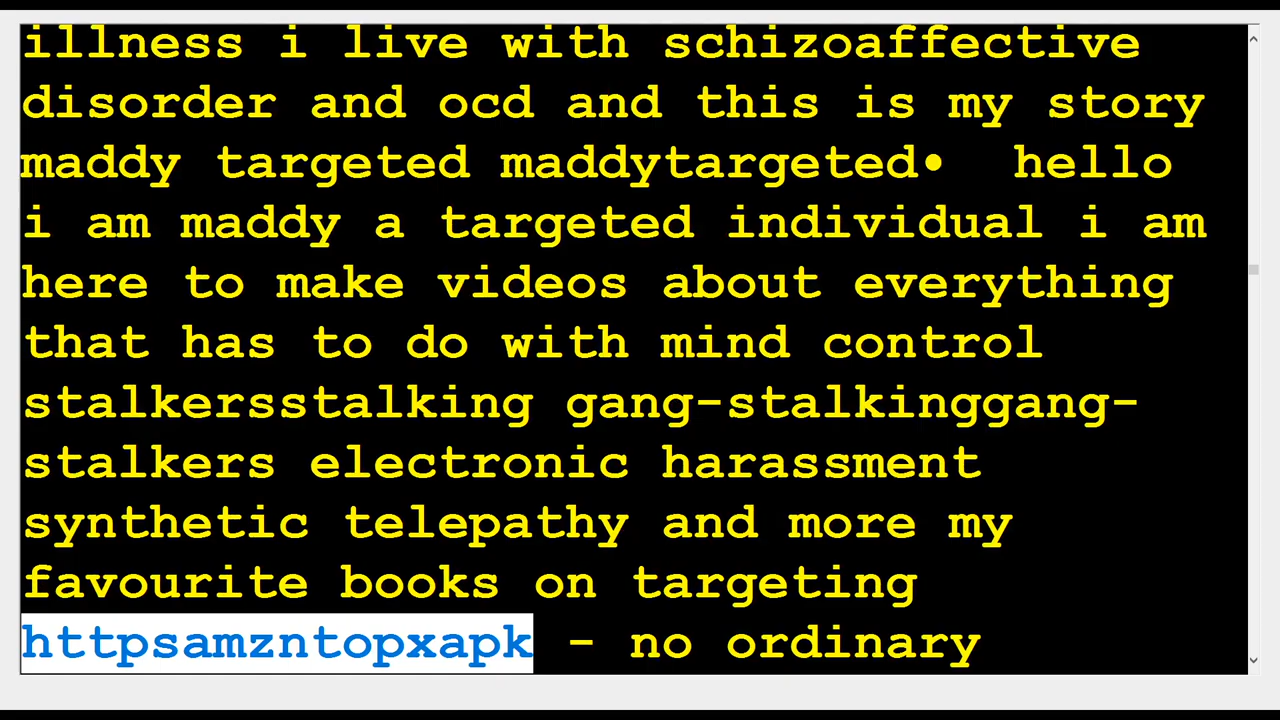 illness i live with schizoaffective
disorder and ocd and this is my story
maddy targeted maddytargeted• hello
i am maddy a targeted individual i am
here to make videos about everything
that has to do with mind control
stalkersstalking gang-stalkinggang-
stalkers electronic harassment
synthetic telepathy and more my
favourite books on targeting
httpsamzntopxapk - no ordinary